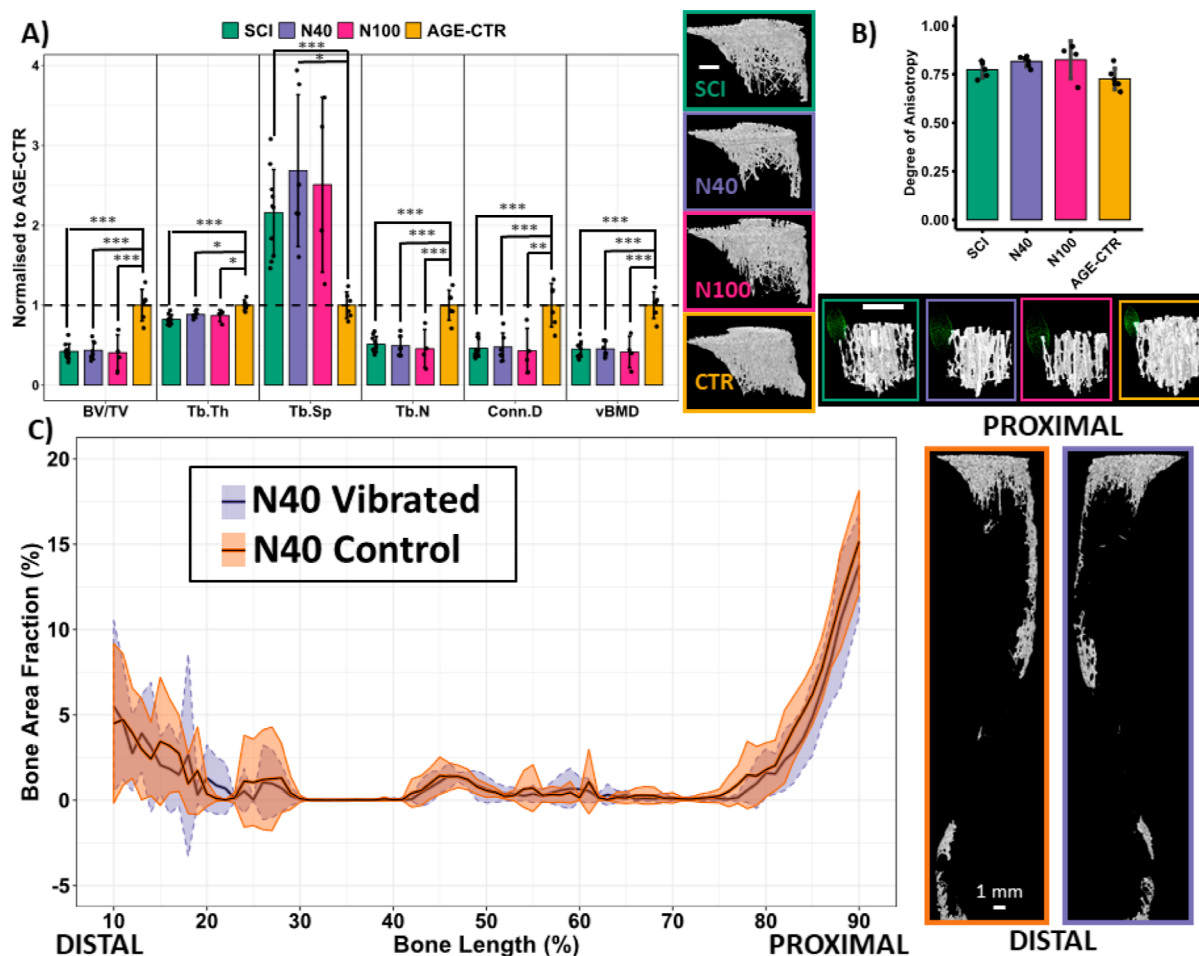 A)
SCI N40 N100 AGE-CTR
Normalised to AGE-CTR
4
3
2
1
0
*** *
*** *** ***
*** * *
*** *** ***
*** *** **
*** *** ***
BV/TV Tb.Th Tb.Sp Tb.N Conn.D vBMD
SCI
N40
N100
CTR
B)
Degree of Anisotropy
1.00
0.75
0.50
0.25
0.00
SCI N40 N100 AGE-CTR
C)
Bone Area Fraction (%)
20
15
10
5
0
-5
N40 Vibrated
N40 Control
10 20 30 40 50 60 70 80 90
DISTAL Bone Length (%) PROXIMAL
PROXIMAL
1 mm
DISTAL